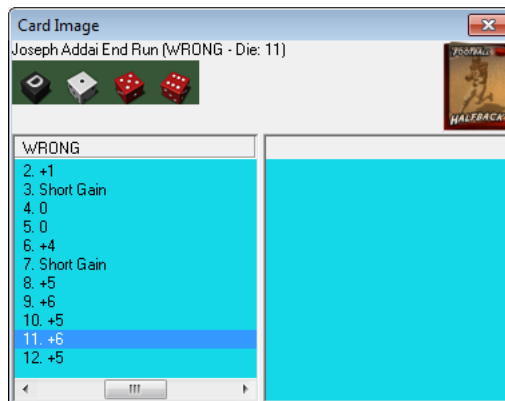 Card Image
Joseph Addai End Run (WRONG - Die: 11)
D
FOOTBALL
HALFBACK
WRONG
2. +1
3. Short Gain
4. 0
5. 0
6. +4
7. Short Gain
8. +5
9. +6
10. +5
11. +6
12. +5